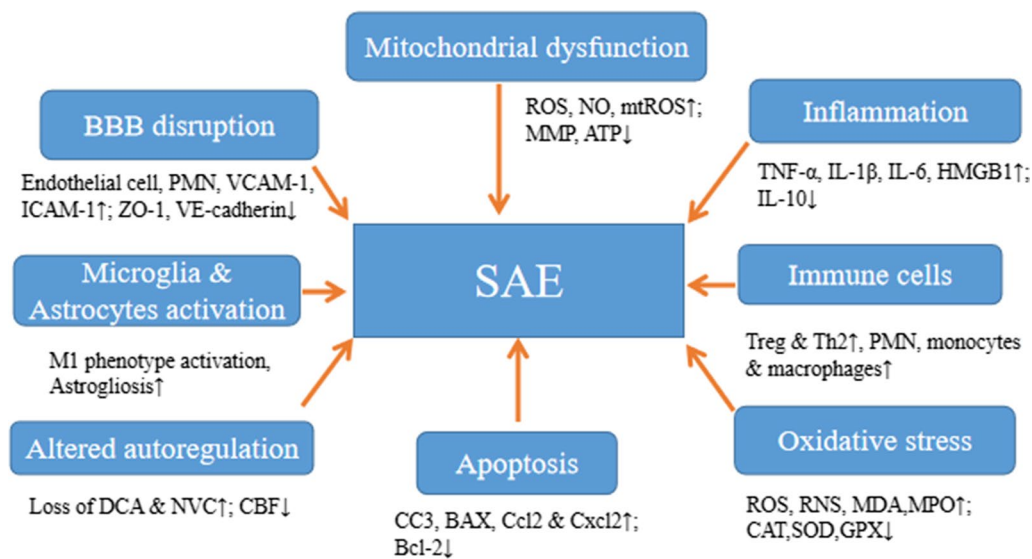 Mitochondrial dysfunction
ROS, NO, mtROS↑;
MMP, ATP↓
BBB disruption
Endothelial cell, PMN, VCAM-1,
ICAM-1↑; ZO-1, VE-cadherin↓
Inflammation
TNF-α, IL-1β, IL-6, HMGB1↑;
IL-10↓
Microglia &
Astrocytes activation
M1 phenotype activation,
Astrogliosis↑
SAE
Immune cells
Treg & Th2↑, PMN, monocytes
& macrophages↑
Altered autoregulation
Loss of DCA & NVC↑; CBF↓
Apoptosis
CC3, BAX, Ccl2 & Cxcl2↑;
Bcl-2↓
Oxidative stress
ROS, RNS, MDA,MPO↑;
CAT,SOD,GPX↓